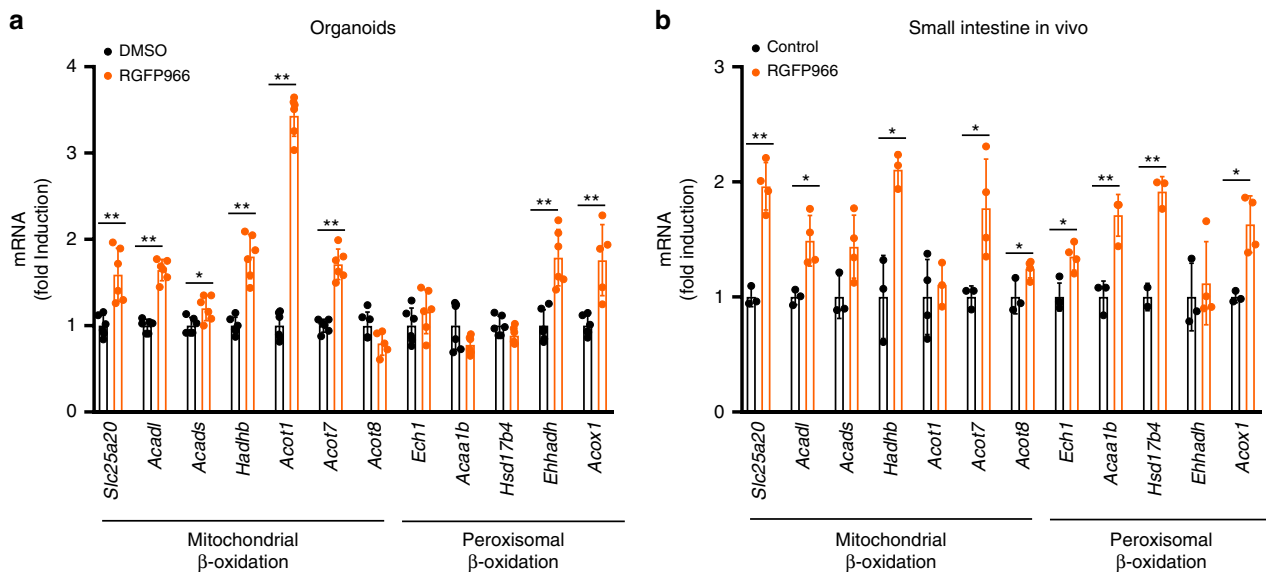 a
Organoids
DMSO
RGFP966
mRNA
(fold Induction)
4
3
2
1
0
**
**
*
**
**
**
**
**
Slc25a20
Acadl
Acads
Hadhb
Acot1
Acot7
Acot8
Ech1
Acaa1b
Hsd17b4
Ehhadh
Acox1
Mitochondrial
β-oxidation
Peroxisomal
β-oxidation
b
Small intestine in vivo
Control
RGFP966
mRNA
(fold induction)
3
2
1
0
**
*
*
*
*
*
**
**
*
Slc25a20
Acadl
Acads
Hadhb
Acot1
Acot7
Acot8
Ech1
Acaa1b
Hsd17b4
Ehhadh
Acox1
Mitochondrial
β-oxidation
Peroxisomal
β-oxidation